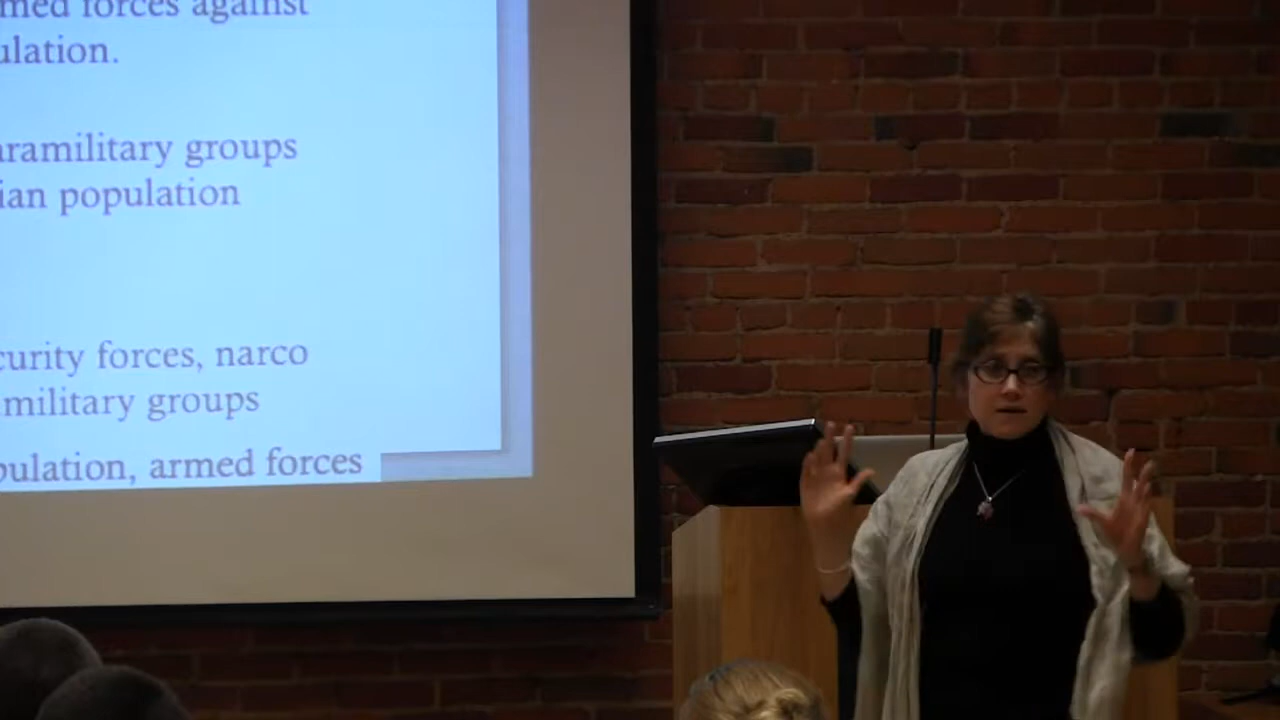 med forces against
ulation.
aramilitary groups
ian population
curity forces, narco
military groups
pulation, armed forces